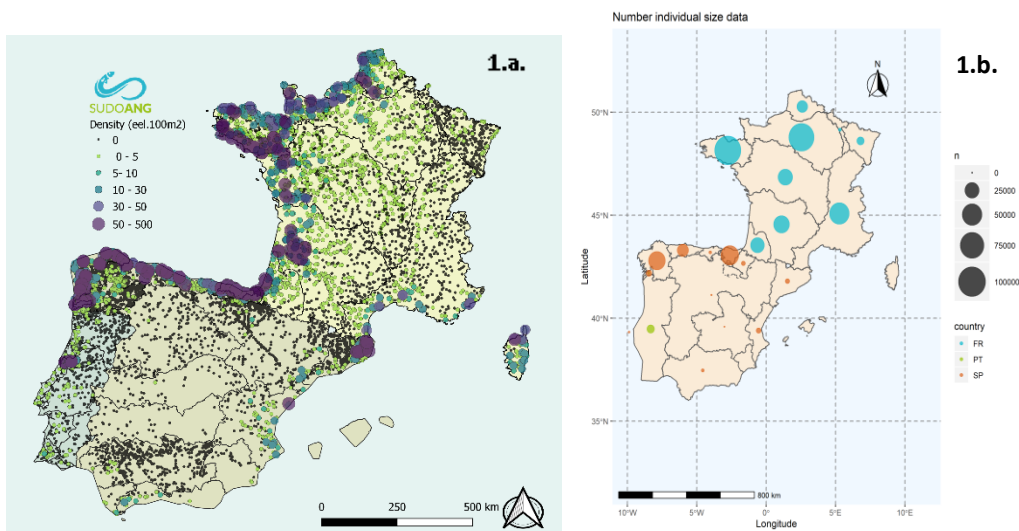 1.a.
SUDOANG
Density (eel.100m2)
0
0 - 5
5- 10
10 - 30
30 - 50
50 - 500
0 250 500 km
Number individual size data
1.b.
N
50°N
45°N
40°N
35°N
Latitude
n
0
25000
50000
75000
100000
country
FR
PT
SP
800 km
10°W 5°W 0° 5°E 10°E
Longitude